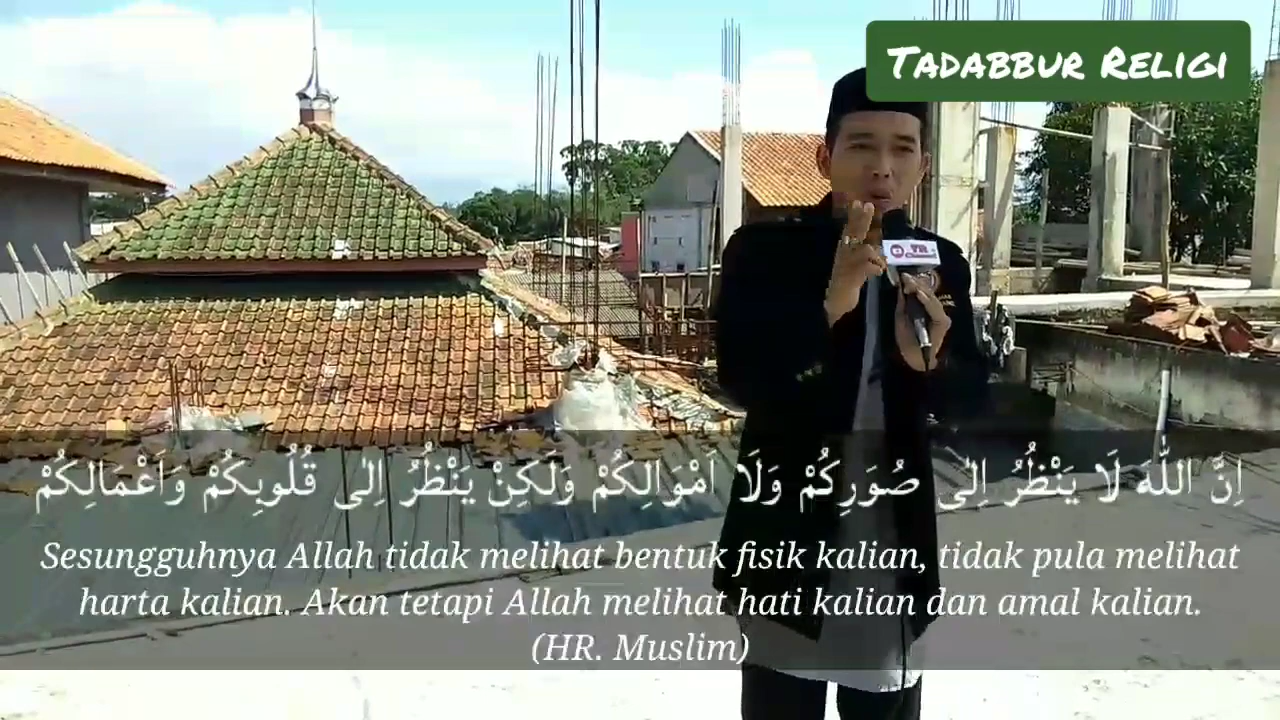 TADABBUR RELIGI
اِنَّ اللّٰهَ لَا يَنْظُرُ اِلٰى صُوَرِكُمْ وَلَا اَمْوَالِكُمْ وَلَكِنْ يَنْظُرُ اِلٰى قُلُوبِكُمْ وَاَعْمَالِكُمْ
Sesungguhnya Allah tidak melihat bentuk fisik kalian, tidak pula melihat
harta kalian. Akan tetapi Allah melihat hati kalian dan amal kalian.
(HR. Muslim)